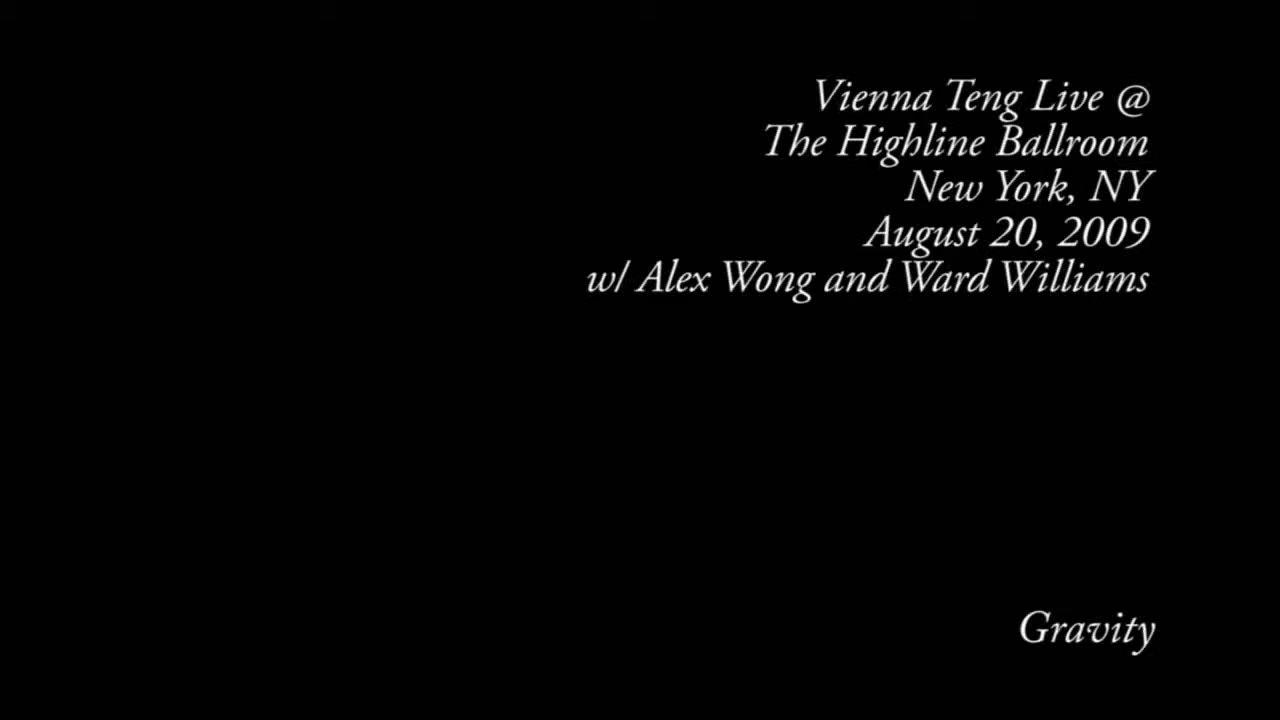 Vienna Teng Live @
The Highline Ballroom
New York, NY
August 20, 2009
w/ Alex Wong and Ward Williams
Gravity